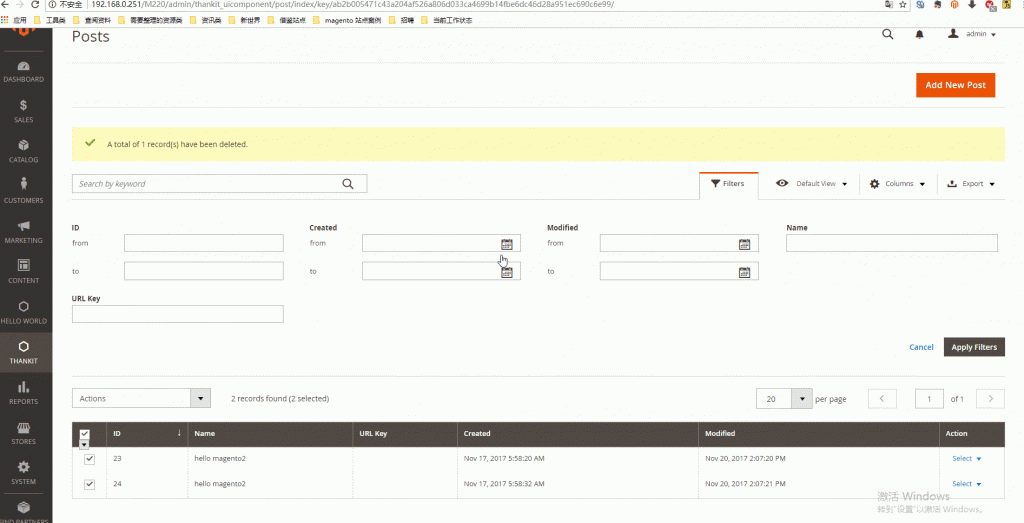 不安全 192.168.0.251/M220/admin/thankit_uicomponent/post/index/key/ab2b005471c43a204af526a806d033ca4699b14fbe6dc46d28a951ec690c6e99/
应用 工具类 查阅资料 需要整理的资源类 资讯类 新世界 借鉴站点 magento 站点案例 招聘 当前工作状态
Posts
admin
DASHBOARD
SALES
CATALOG
CUSTOMERS
MARKETING
CONTENT
HELLO WORLD
THANKIT
REPORTS
STORES
SYSTEM
FIND PARTNERS
Add New Post
A total of 1 record(s) have been deleted.
Search by keyword
Filters Default View Columns Export
ID Created Modified Name
from from from
to to to
URL Key
Cancel Apply Filters
Actions 2 records found (2 selected) 20 per page 1 of 1
ID ↓ Name URL Key Created Modified Action
23 hello magento2 Nov 17, 2017 5:58:20 AM Nov 20, 2017 2:07:20 PM Select
24 hello magento2 Nov 17, 2017 5:58:32 AM Nov 20, 2017 2:07:21 PM Select
激活 Windows
转到"设置"以激活 Windows。